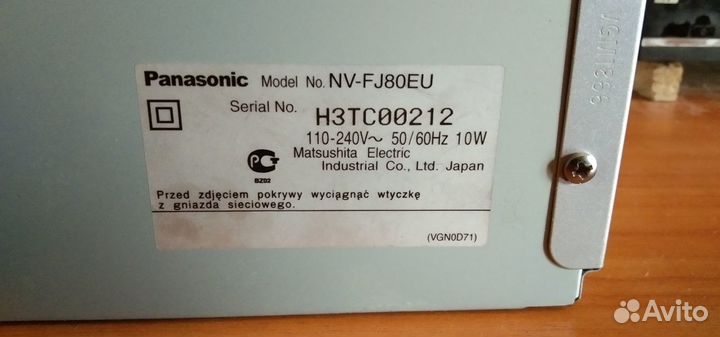 Panasonic Model No. NV-FJ80EU
Serial No. H3TC00212
110-240V~ 50/60Hz 10W
Matsushita Electric
Industrial Co., Ltd. Japan
PG
BZ02
Przed zdjęciem pokrywy wyciągnąć wtyczkę
z gniazda sieciowego.
(VGN0D71)
Avito